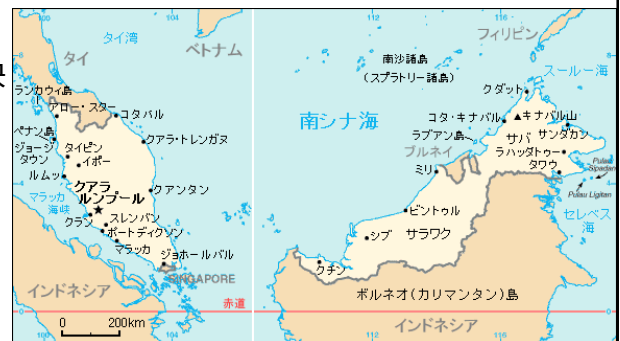 100
104
112
116
タイ湾
タイ
ベトナム
フィリピン
南沙諸島
(スプラトリー諸島)
スールー海
ランカウィ島
アロー・スター
コタバル
クダット
南シナ海
コタ・キナバル
▲キナバル山
ペナン島
ジョージ
タウン
クアラ・トレンガヌ
ラブアン島
サバ
サンダカン
タイピン
イポー
ブルネイ
ラハッダトゥー
タワウ
Pulau
Sipadan
ルムッ
ミリ
Pulau Ligitan
クアラ
ルンプール
クアンタン
マラッカ
海峡
ビントゥル
セレベス
海
クラン
スレンバン
ポートディクソン
シブ
サラワク
マラッカ
ジョホールバル
クチン
SINGAPORE
インドネシア
ボルネオ(カリマンタン)島
赤道
0
0
0 200km
インドネシア
112
116